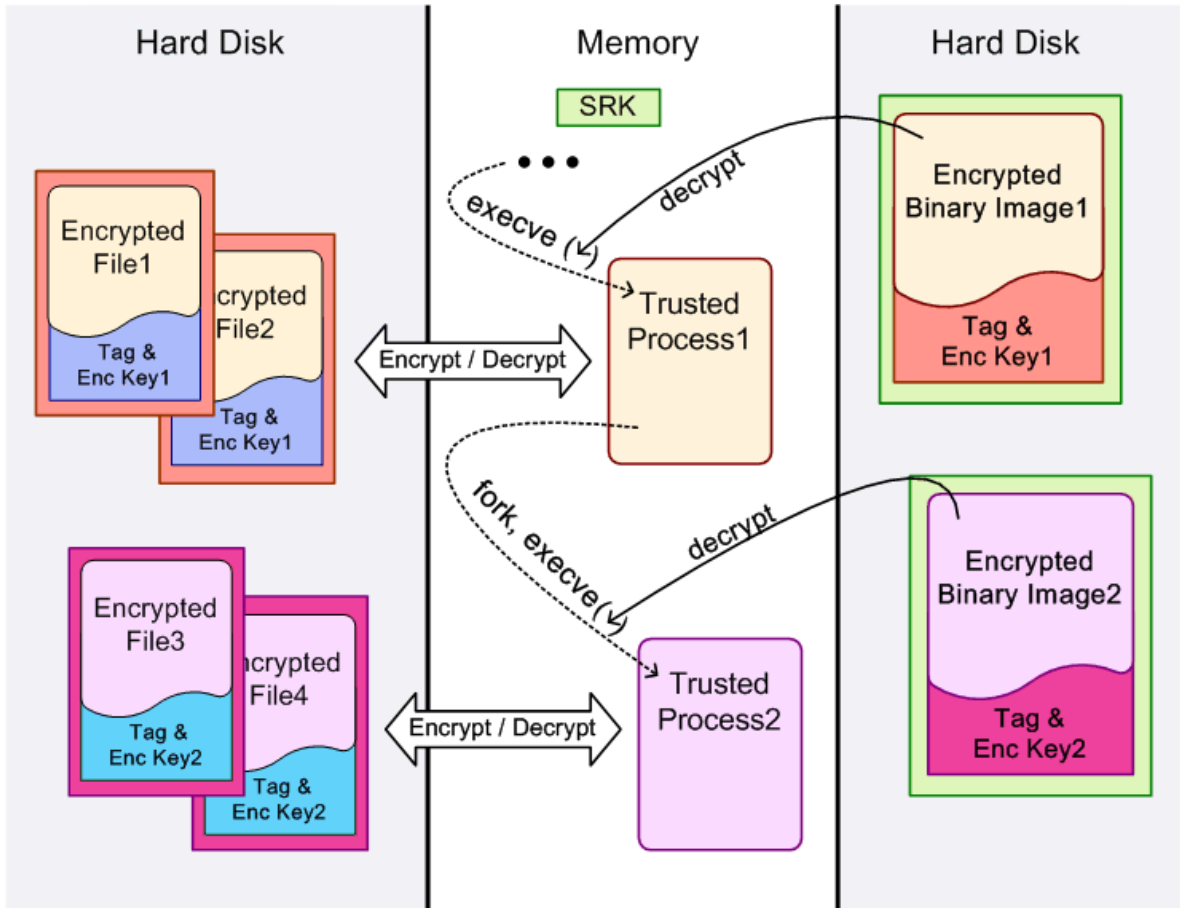 Hard Disk
Memory
Hard Disk
SRK
decrypt
execve ()
Encrypted
Binary Image1
Tag &
Enc Key1
Encrypted
File1
Tag &
Enc Key1
ncrypted
File2
Tag &
Enc Key1
Encrypt / Decrypt
Trusted
Process1
fork, execve()
decrypt
Encrypted
Binary Image2
Tag &
Enc Key2
Encrypted
File3
Tag &
Enc Key2
ncrypted
File4
Tag &
Enc Key2
Encrypt / Decrypt
Trusted
Process2